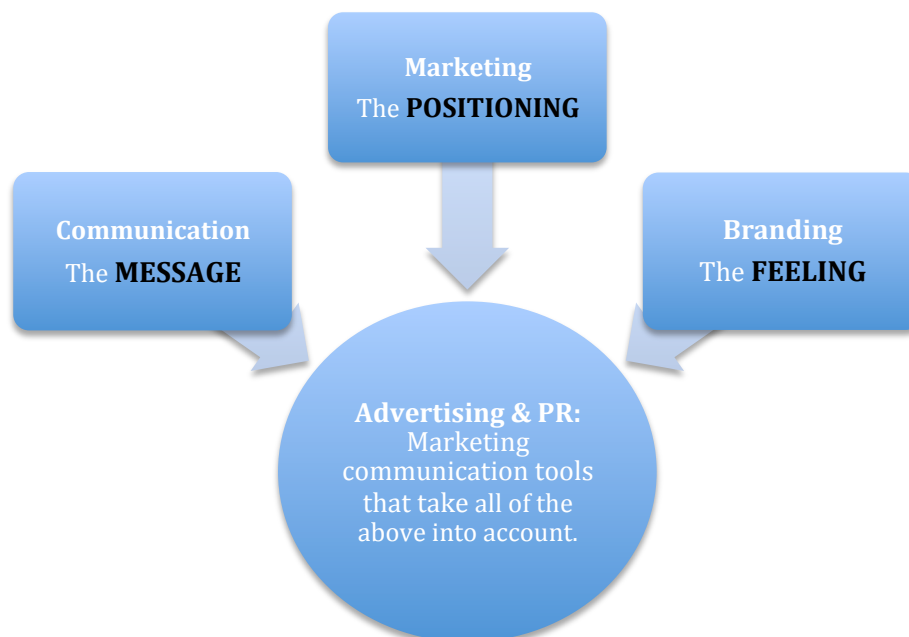 Marketing
The POSITIONING
Communication
The MESSAGE
Branding
The FEELING
Advertising & PR:
Marketing
communication tools
that take all of the
above into account.